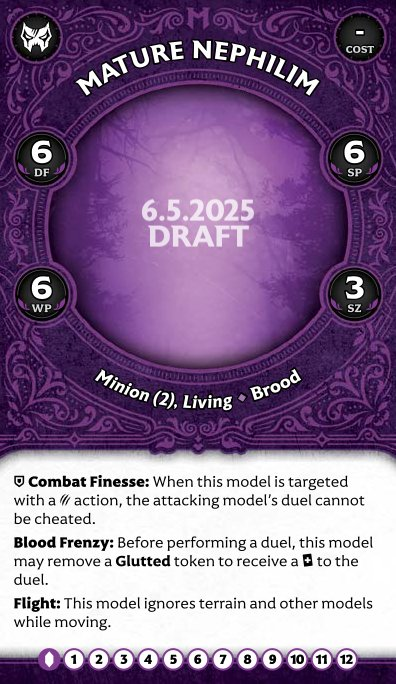 -
COST
MATURE NEPHILIM
6
DF
6
SP
6.5.2025
DRAFT
6
WP
3
SZ
Minion (2), Living • Brood
Combat Finesse: When this model is targeted
with a action, the attacking model's duel cannot
be cheated.
Blood Frenzy: Before performing a duel, this model
may remove a Glutted token to receive a + to the
duel.
Flight: This model ignores terrain and other models
while moving.
1 2 3 4 5 6 7 8 9 10 11 12